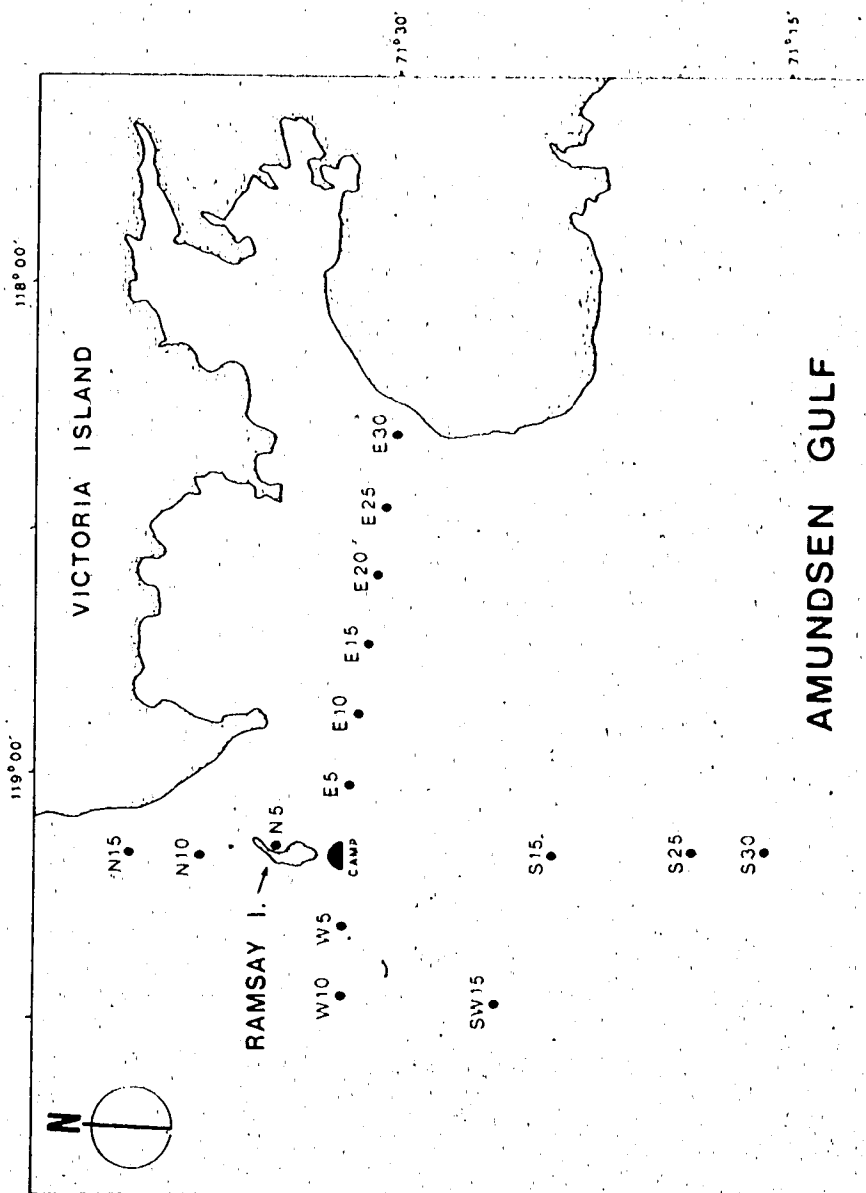 N
118°00'
119°00'
71°30'
71°15'
VICTORIA ISLAND
N15
N10
N5
RAMSAY I.
CAMP
W10
W5
E5
E10
E15
E20
E25
E30
SW15
S15
S25
S30
AMUNDSEN GULF